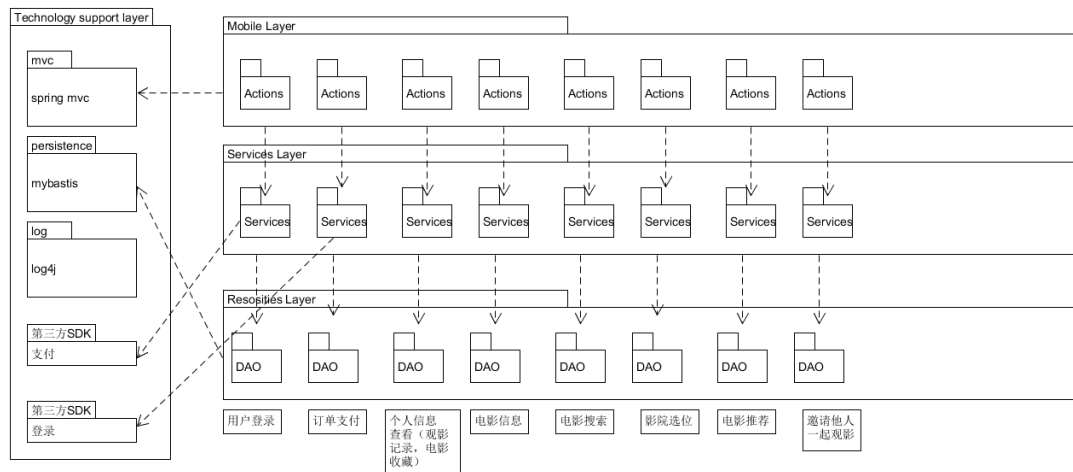 Technology support layer
mvc
spring mvc
persistence
mybastis
log
log4j
第三方SDK
支付
第三方SDK
登录
Mobile Layer
Actions
Actions
Actions
Actions
Actions
Actions
Actions
Actions
Services Layer
Services
Services
Services
Services
Services
Services
Services
Services
Resosities Layer
DAO
DAO
DAO
DAO
DAO
DAO
DAO
DAO
用户登录
订单支付
个人信息
查看（观影
记录，电影
收藏）
电影信息
电影搜索
影院选位
电影推荐
邀请他人
一起观影